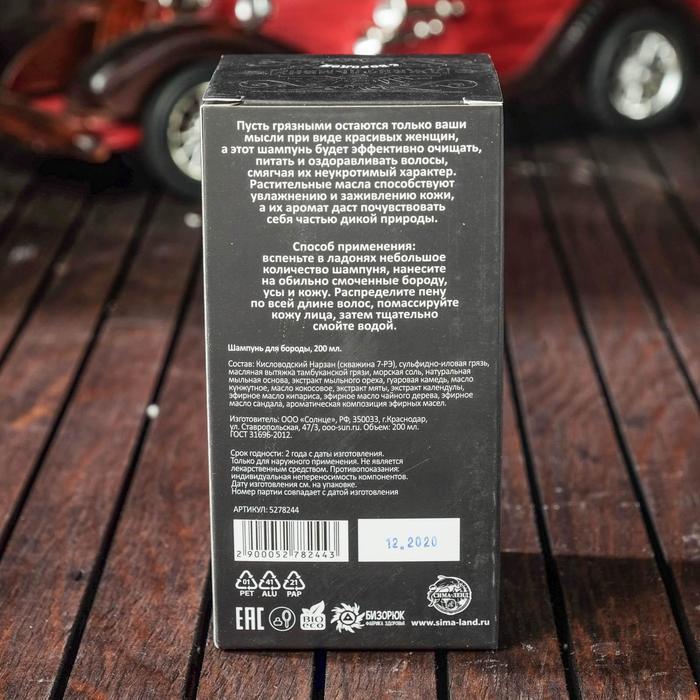 Пусть грязными остаются только ваши
мысли при виде красивых женщин,
а этот шампунь будет эффективно очищать,
питать и оздоравливать волосы,
смягчая их неукротимый характер.
Растительные масла способствуют
увлажнению и заживлению кожи,
а их аромат даст почувствовать
себя частью дикой природы.
Способ применения:
вспеньте в ладонях небольшое
количество шампуня, нанесите
на обильно смоченные бороду,
усы и кожу. Распределите пену
по всей длине волос, помассируйте
кожу лица, затем тщательно
смойте водой.
Шампунь для бороды, 200 мл.
Состав: Кисловодский Нарзан (скважина 7-РЭ), сульфидно-иловая грязь,
масляная вытяжка тамбуканской грязи, морская соль, натуральная
мыльная основа, экстракт мыльного ореха, гуаровая камедь, масло
кунжутное, масло кокосовое, экстракт мяты, экстракт календулы,
эфирное масло кипариса, эфирное масло чайного дерева, эфирное
масло сандала, ароматическая композиция эфирных масел.
Изготовитель: ООО «Солнце», РФ, 350033, г.Краснодар,
ул. Ставропольская, 47/3, ooo-sun.ru. Объем: 200 мл.
ГОСТ 31696-2012.
Срок годности: 2 года с даты изготовления.
Только для наружного применения. Не является
лекарственным средством. Противопоказания:
индивидуальная непереносимость компонентов.
Дату изготовления см. на упаковке.
Номер партии совпадает с датой изготовления
АРТИКУЛ: 5278244
2 900052 782443
12.2020
01 41 21
PET ALU PAP
EAC BIO eco БИЗОРЮК СИМА-ЛЕНД
ФАБРИКА ЗДОРОВЬЯ
www.sima-land.ru